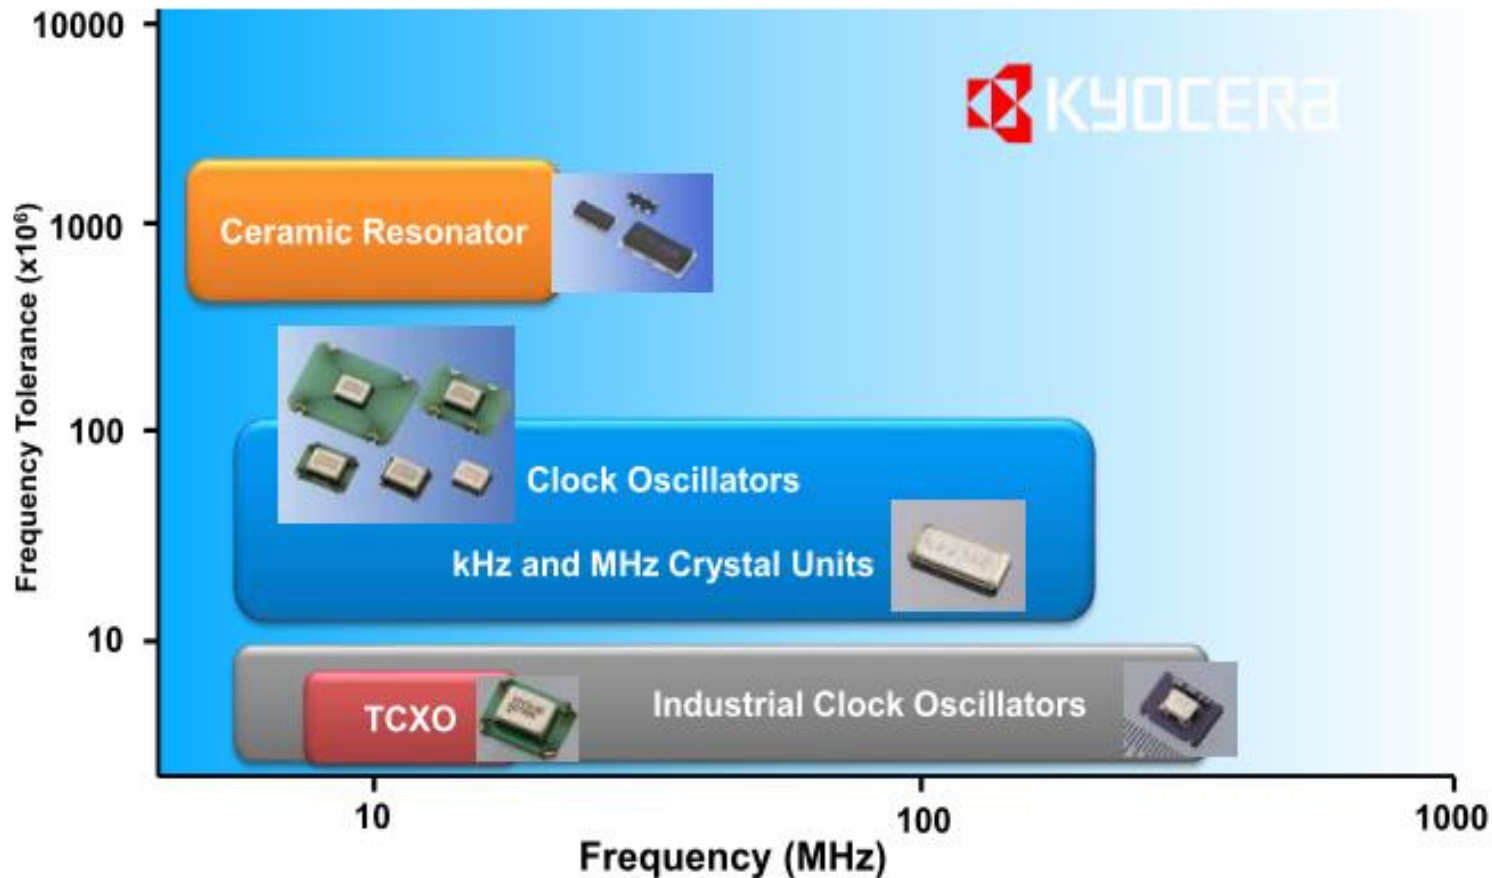 10000
KYOCERA
Ceramic Resonator
1000
Frequency Tolerance (x10⁶)
100
Clock Oscillators
kHz and MHz Crystal Units
10
TCXO
Industrial Clock Oscillators
10
100
1000
Frequency (MHz)